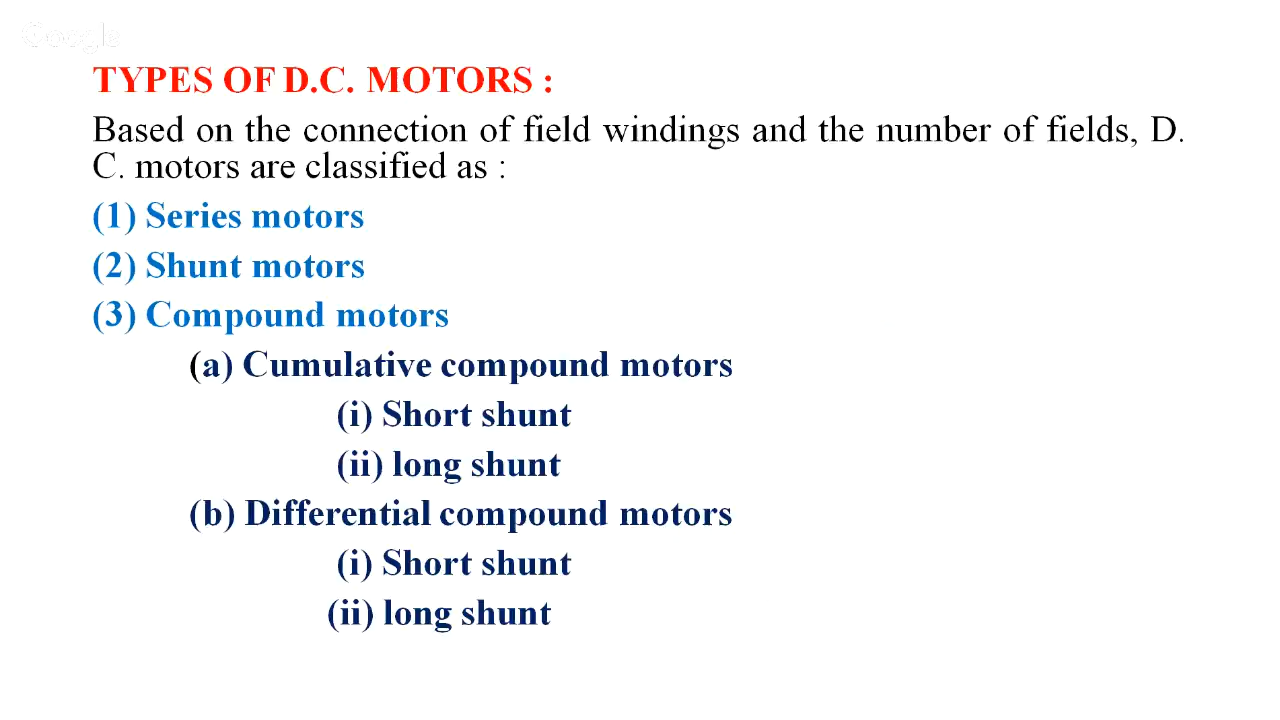 Google
TYPES OF D.C. MOTORS :
Based on the connection of field windings and the number of fields, D.
C. motors are classified as :
(1) Series motors
(2) Shunt motors
(3) Compound motors
(a) Cumulative compound motors
(i) Short shunt
(ii) long shunt
(b) Differential compound motors
(i) Short shunt
(ii) long shunt